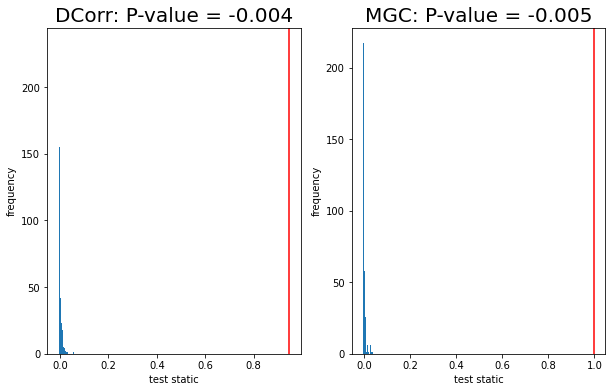 DCorr: P-value = -0.004
frequency
200
150
100
50
0
0.0 0.2 0.4 0.6 0.8
test static
MGC: P-value = -0.005
frequency
200
150
100
50
0
0.0 0.2 0.4 0.6 0.8 1.0
test static